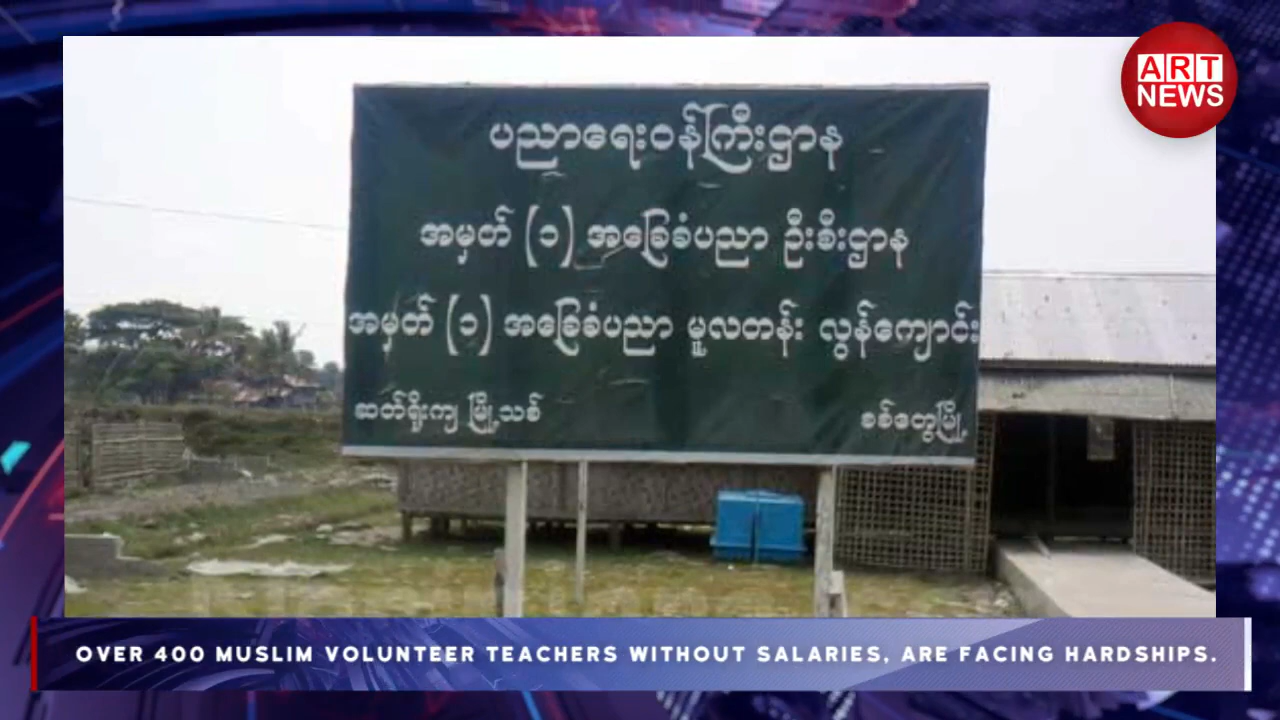 ART
NEWS
ပညာရေးဝန်ကြီးဌာန
အမှတ် (၁) အခြေခံပညာ ဦးစီးဌာန
အမှတ် (၁) အခြေခံပညာ မူလတန်း လွန်ကျောင်း
ဆတ်ရိုးကျ မြို့သစ်
စစ်တွေမြို့
OVER 400 MUSLIM VOLUNTEER TEACHERS WITHOUT SALARIES, ARE FACING HARDSHIPS.